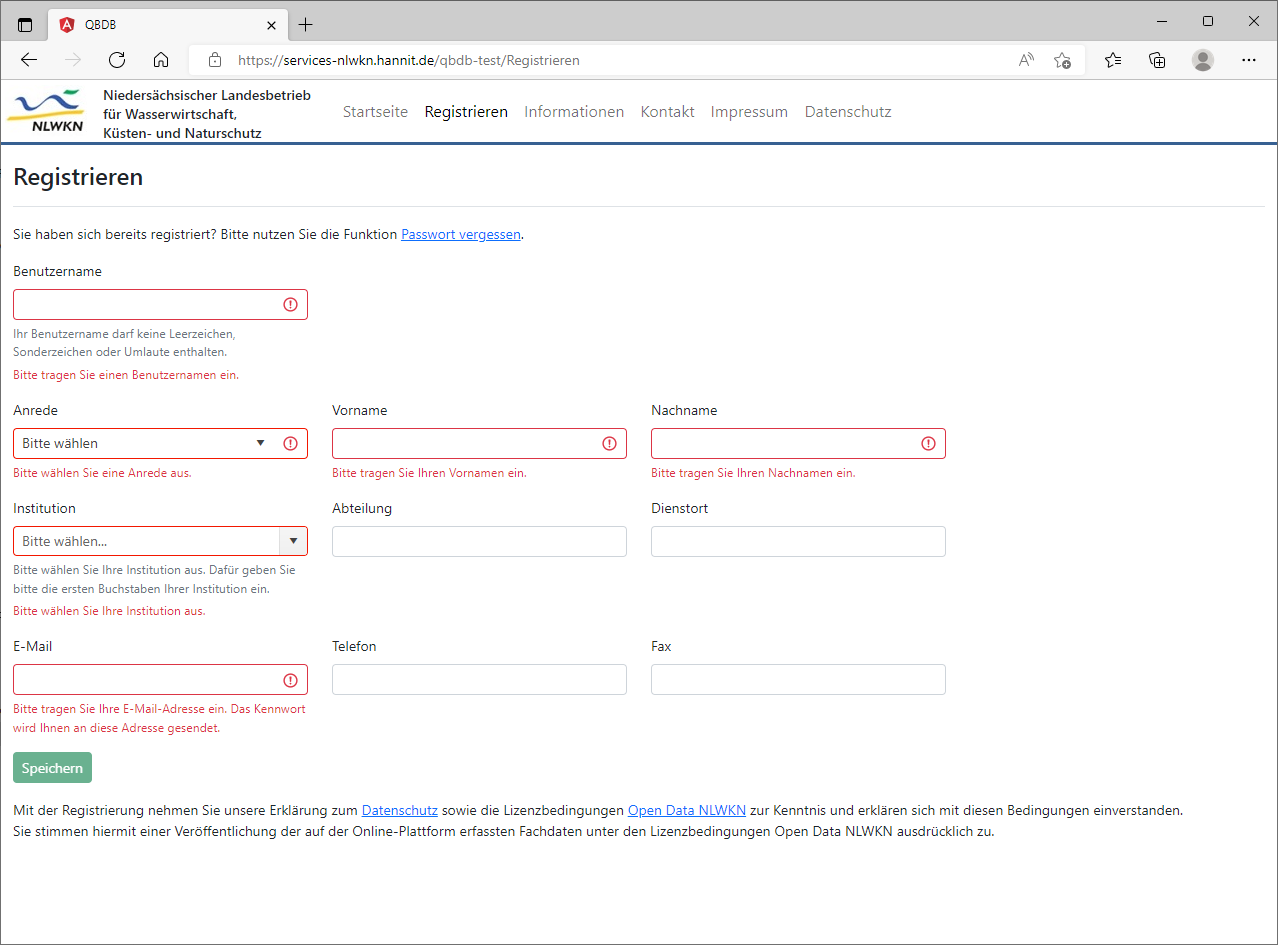 QBDB
https://services-nlwkn.hannit.de/qbdb-test/Registrieren
NLWKN
Niedersächsischer Landesbetrieb
für Wasserwirtschaft,
Küsten- und Naturschutz
Startseite Registrieren Informationen Kontakt Impressum Datenschutz
Registrieren
Sie haben sich bereits registriert? Bitte nutzen Sie die Funktion Passwort vergessen.
Benutzername
Ihr Benutzername darf keine Leerzeichen,
Sonderzeichen oder Umlaute enthalten.
Bitte tragen Sie einen Benutzernamen ein.
Anrede Vorname Nachname
Bitte wählen
Bitte wählen Sie eine Anrede aus. Bitte tragen Sie Ihren Vornamen ein. Bitte tragen Sie Ihren Nachnamen ein.
Institution Abteilung Dienstort
Bitte wählen...
Bitte wählen Sie Ihre Institution aus. Dafür geben Sie
bitte die ersten Buchstaben Ihrer Institution ein.
Bitte wählen Sie Ihre Institution aus.
E-Mail Telefon Fax
Bitte tragen Sie Ihre E-Mail-Adresse ein. Das Kennwort
wird Ihnen an diese Adresse gesendet.
Speichern
Mit der Registrierung nehmen Sie unsere Erklärung zum Datenschutz sowie die Lizenzbedingungen Open Data NLWKN zur Kenntnis und erklären sich mit diesen Bedingungen einverstanden.
Sie stimmen hiermit einer Veröffentlichung der auf der Online-Plattform erfassten Fachdaten unter den Lizenzbedingungen Open Data NLWKN ausdrücklich zu.